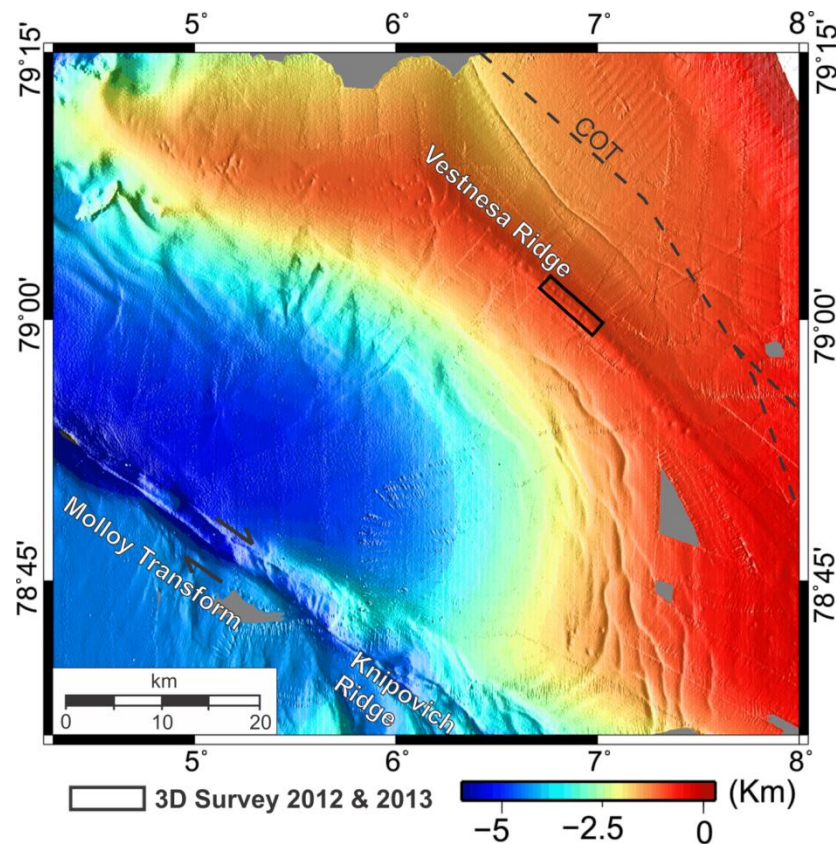 5° 6° 7° 8°
79°15'
79°15'
COT
Vestnesa Ridge
79°00'
79°00'
Molloy Transform
78°45'
78°45'
Knipovich
Ridge
km
0 10 20
5° 6° 7° 8°
3D Survey 2012 & 2013
(Km)
−5 −2.5 0